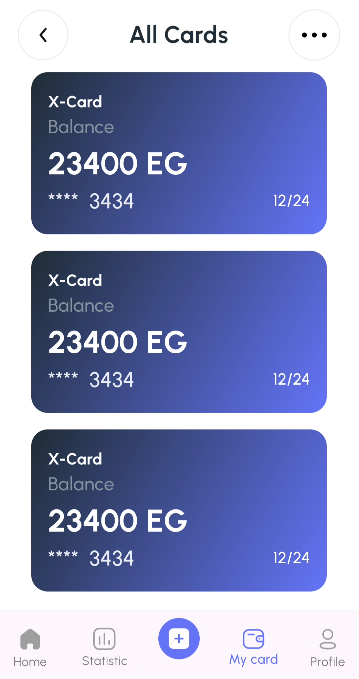 All Cards
X-Card
Balance
23400 EG
**** 3434 12/24
X-Card
Balance
23400 EG
**** 3434 12/24
X-Card
Balance
23400 EG
**** 3434 12/24
Home Statistic My card Profile